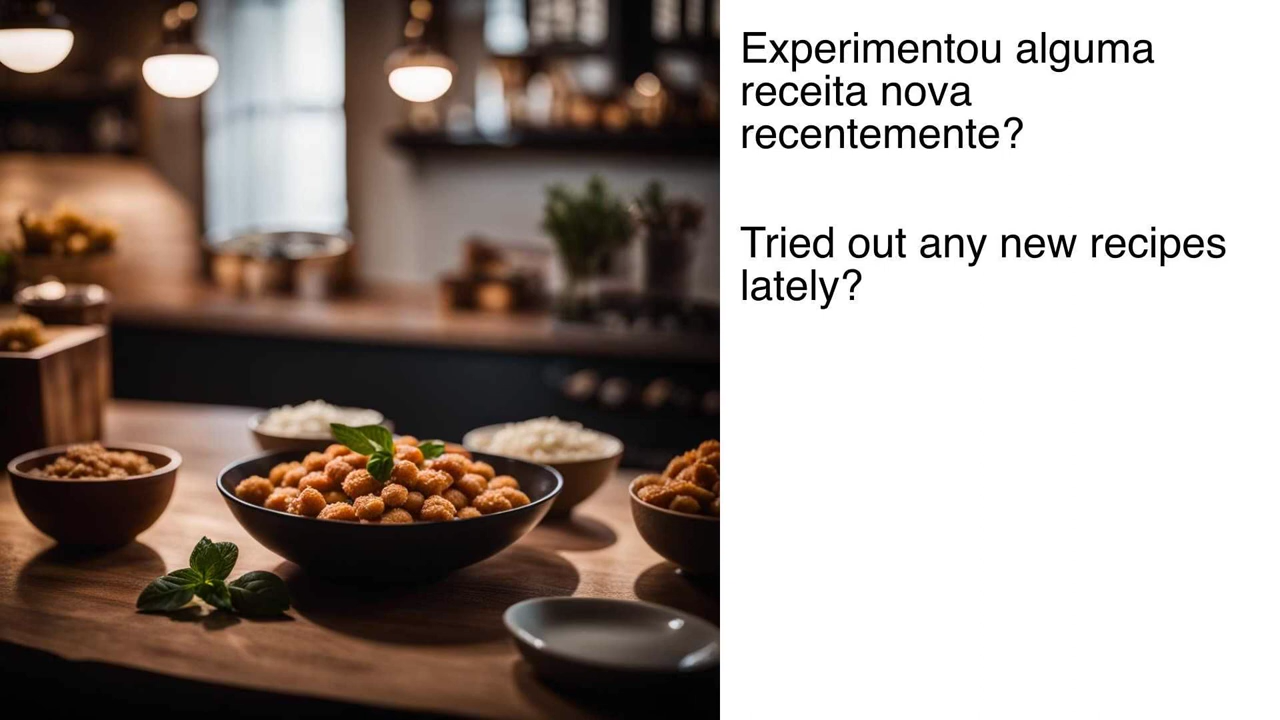 Experimentou alguma
receita nova
recentemente?
Tried out any new recipes
lately?